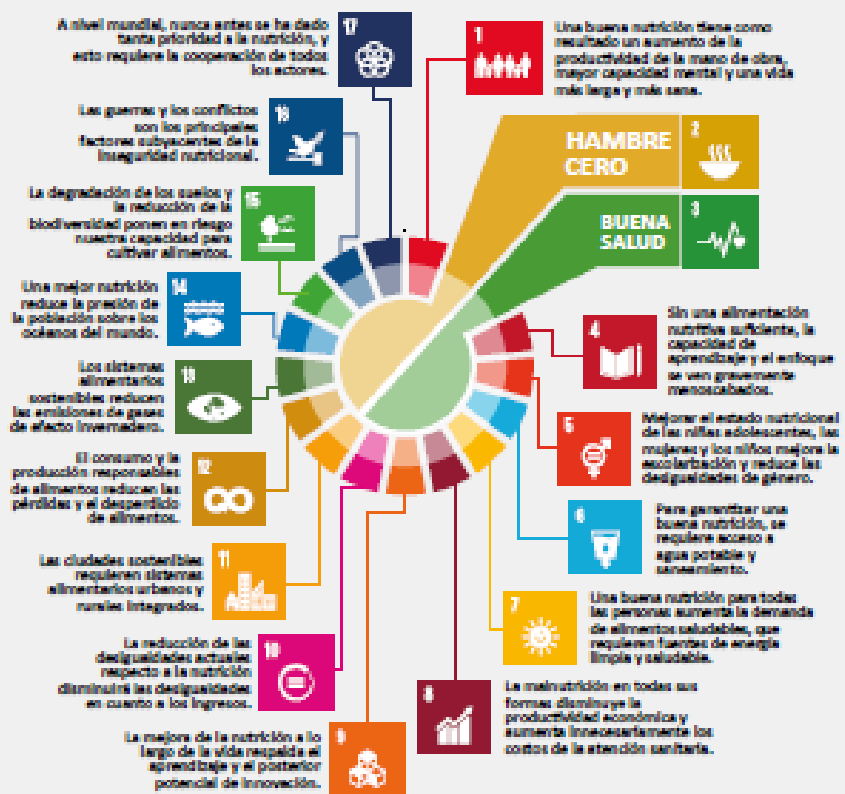 17
A nivel mundial, nunca antes se ha dado
tanta prioridad a la nutrición, y
esto requiere la cooperación de todos
los actores.
1
Una buena nutrición tiene como
resultado un aumento de la
productividad de la mano de obra,
mayor capacidad mental y una vida
más larga y más sana.
16
Las guerras y los conflictos
son los principales
factores subyacentes de la
inseguridad nutricional.
HAMBRE
CERO
2
15
La degradación de los suelos y
la reducción de la
biodiversidad ponen en riesgo
nuestra capacidad para
cultivar alimentos.
BUENA
SALUD
3
14
Una mejor nutrición
reduce la presión de
la población sobre los
océanos del mundo.
4
Sin una alimentación
nutritiva suficiente, la
capacidad de
aprendizaje y el enfoque
se ven gravemente
menoscabados.
13
Los sistemas
alimentarios
sostenibles reducen
las emisiones de gases
de efecto invernadero.
5
Mejorar el estado nutricional
de las niñas adolescentes, las
mujeres y los niños mejora la
escolarización y reduce las
desigualdades de género.
12
El consumo y la
producción responsables
de alimentos reducen las
pérdidas y el desperdicio
de alimentos.
6
Para garantizar una
buena nutrición, se
requiere acceso a
agua potable y
saneamiento.
11
Las ciudades sostenibles
requieren sistemas
alimentarios urbanos y
rurales integrados.
7
Una buena nutrición para todas
las personas aumenta la demanda
de alimentos saludables, que
requieren fuentes de energía
limpia y saludable.
10
La reducción de las
desigualdades actuales
respecto a la nutrición
disminuirá las desigualdades
en cuanto a los ingresos.
8
La malnutrición en todas sus
formas disminuye la
productividad económica y
aumenta innecesariamente los
costos de la atención sanitaria.
9
La mejora de la nutrición a lo
largo de la vida respalda el
aprendizaje y el posterior
potencial de innovación.